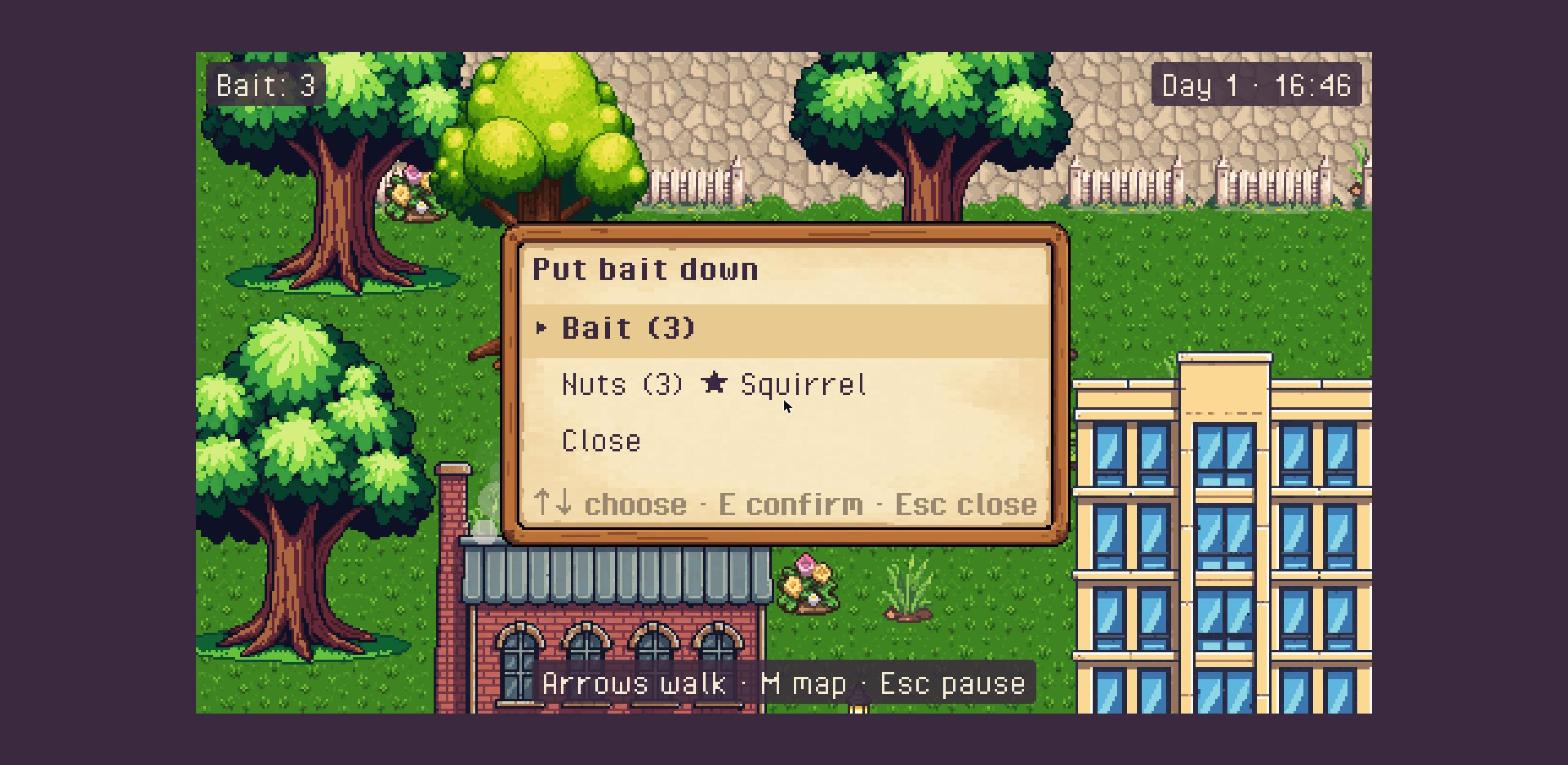 Bait: 3
Day 1 · 16:46
Put bait down
▸ Bait (3)
Nuts (3) ★ Squirrel
Close
↑↓ choose · E confirm · Esc close
Arrows walk · M map · Esc pause